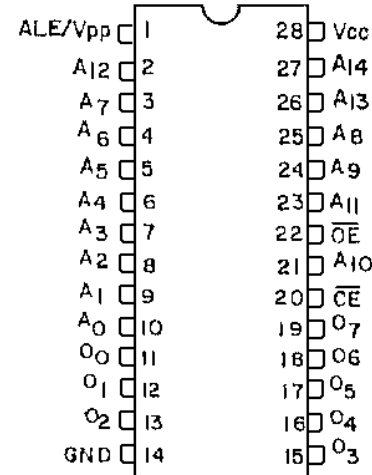 ALE/Vpp 1 28 Vcc
A12 2 27 A14
A7 3 26 A13
A6 4 25 A8
A5 5 24 A9
A4 6 23 A11
A3 7 22 O̅E̅
A2 8 21 A10
A1 9 20 C̅E̅
A0 10 19 O7
O0 11 18 O6
O1 12 17 O5
O2 13 16 O4
GND 14 15 O3